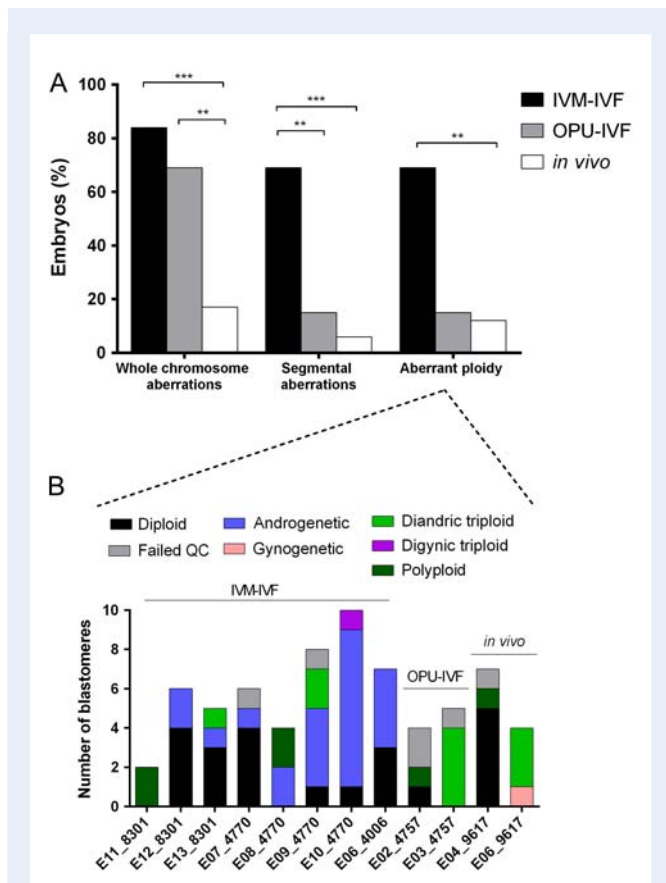 A
Embryos (%)
100
80
60
40
20
0
***
**
***
**
**
IVM-IVF
OPU-IVF
in vivo
Whole chromosome
aberrations
Segmental
aberrations
Aberrant ploidy
B
Diploid
Failed QC
Androgenetic
Gynogenetic
Diandric triploid
Digynic triploid
Polyploid
IVM-IVF
OPU-IVF
in vivo
Number of blastomeres
10
8
6
4
2
0
E11_8301
E12_8301
E13_8301
E07_4770
E08_4770
E09_4770
E10_4770
E06_4006
E02_4757
E03_4757
E04_9617
E06_9617